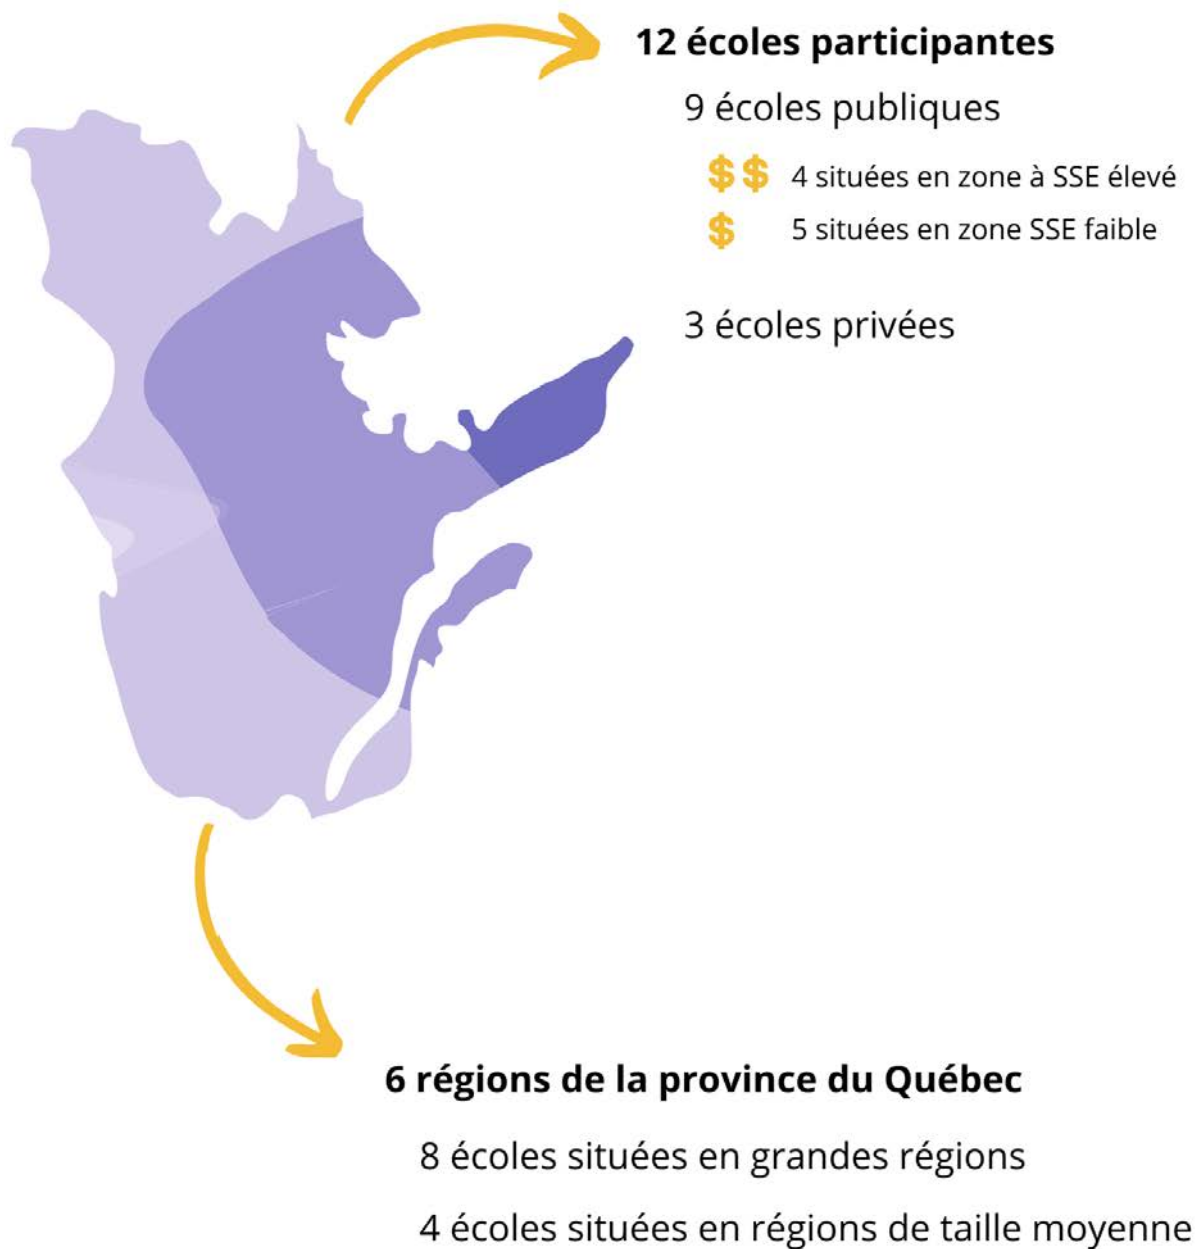 12 écoles participantes
9 écoles publiques
$$ 4 situées en zone à SSE élevé
$ 5 situées en zone SSE faible
3 écoles privées
6 régions de la province du Québec
8 écoles situées en grandes régions
4 écoles situées en régions de taille moyenne